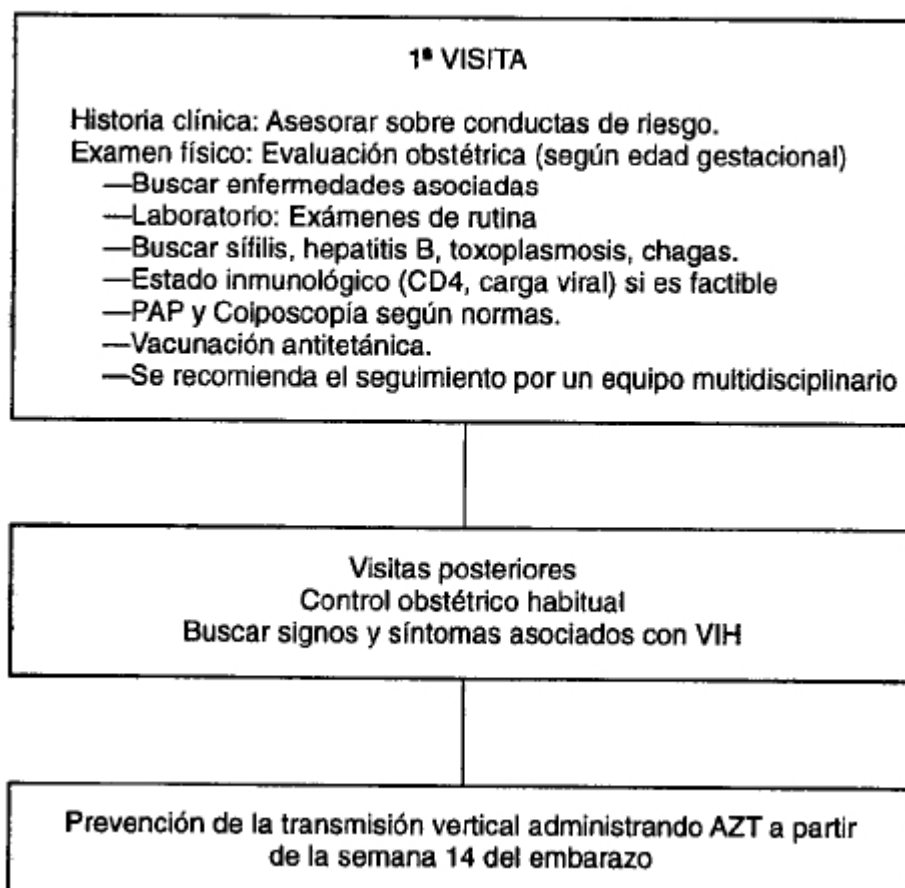 1ª VISITA
Historia clínica: Asesorar sobre conductas de riesgo.
Examen físico: Evaluación obstétrica (según edad gestacional)
—Buscar enfermedades asociadas
—Laboratorio: Exámenes de rutina
—Buscar sífilis, hepatitis B, toxoplasmosis, chagas.
—Estado inmunológico (CD4, carga viral) si es factible
—PAP y Colposcopía según normas.
—Vacunación antitetánica.
—Se recomienda el seguimiento por un equipo multidisciplinario
Visitas posteriores
Control obstétrico habitual
Buscar signos y síntomas asociados con VIH
Prevención de la transmisión vertical administrando AZT a partir
de la semana 14 del embarazo